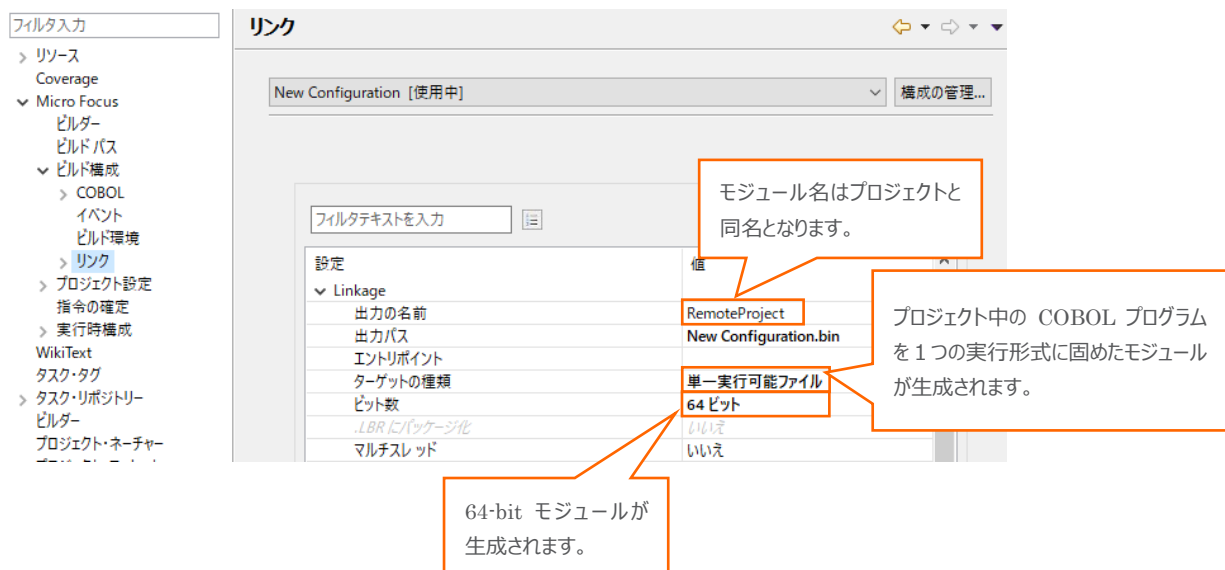 フィルタ入力
リソース
Coverage
Micro Focus
ビルダー
ビルド パス
ビルド構成
COBOL
イベント
ビルド環境
リンク
プロジェクト設定
指令の確定
実行時構成
WikiText
タスク・タグ
タスク・リポジトリー
ビルダー
プロジェクト・ネーチャー
リンク
New Configuration [使用中]
構成の管理...
フィルタテキストを入力
設定 値
Linkage
出力の名前 RemoteProject
出力パス New Configuration.bin
エントリポイント
ターゲットの種類 単一実行可能ファイル
ビット数 64 ビット
.LBR にパッケージ化 いいえ
マルチスレッド いいえ
モジュール名はプロジェクトと
同名となります。
プロジェクト中の COBOL プログラム
を１つの実行形式に固めたモジュール
が生成されます。
64-bit モジュールが
生成されます。